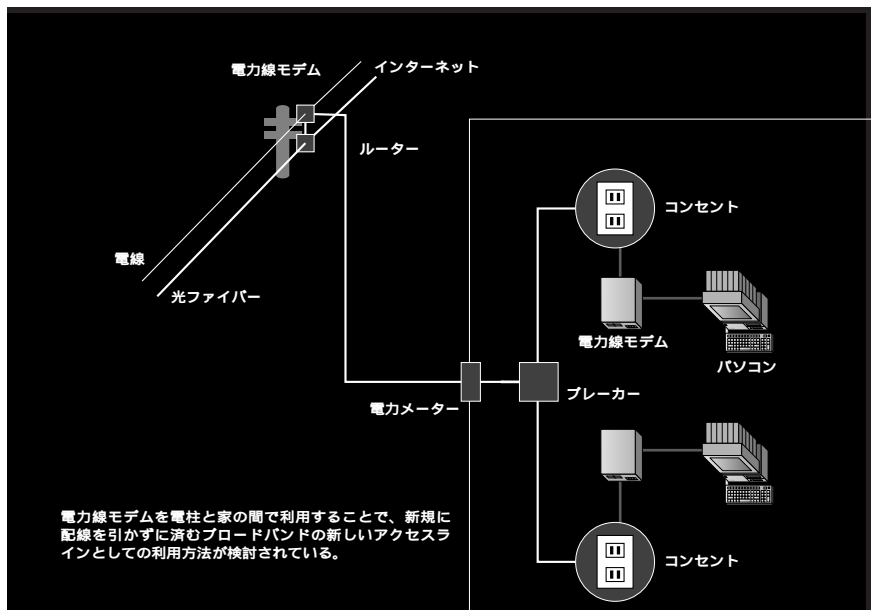 電力線モデム
インターネット
ルーター
コンセント
電線
光ファイバー
電力線モデム
パソコン
電力メーター
ブレーカー
電力線モデムを電柱と家の間で利用することで、新規に
配線を引かずに済むブロードバンドの新しいアクセスラ
インとしての利用方法が検討されている。
コンセント